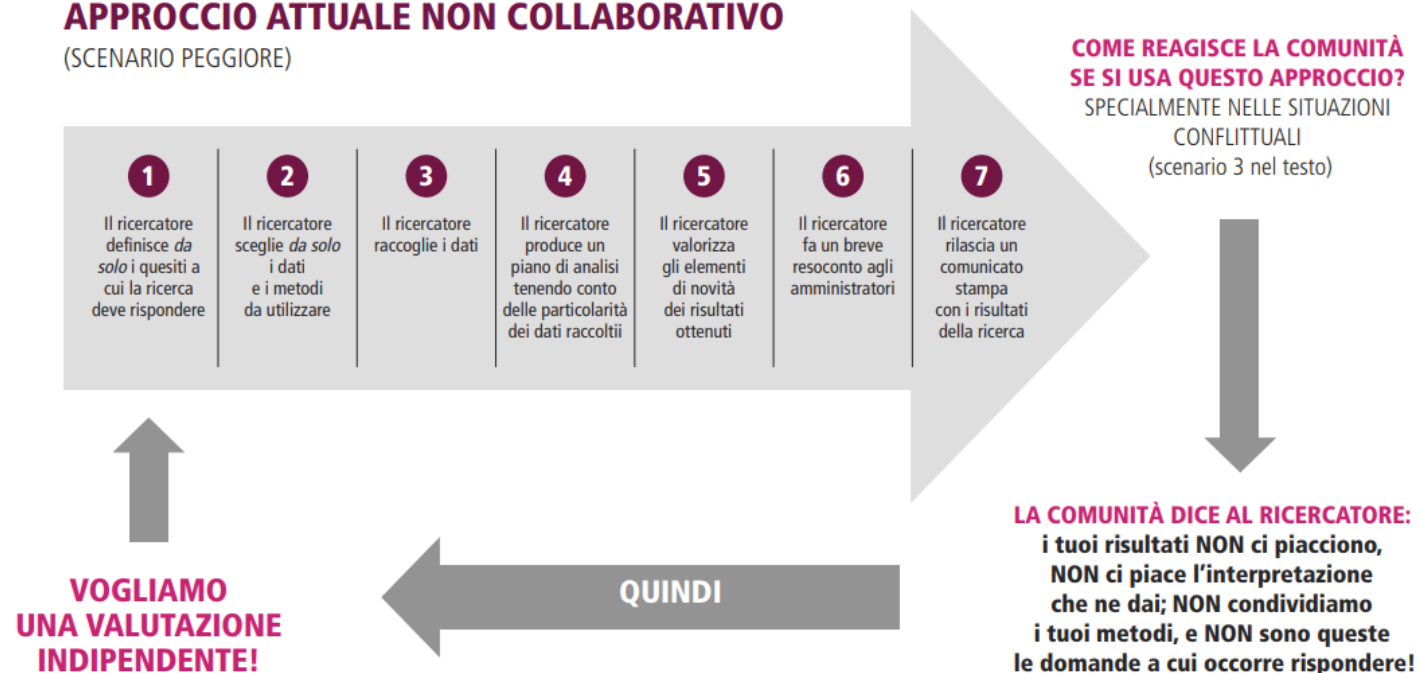 APPROCCIO ATTUALE NON COLLABORATIVO
(SCENARIO PEGGIORE)
1
Il ricercatore
definisce da
solo i quesiti a
cui la ricerca
deve rispondere
2
Il ricercatore
sceglie da solo
i dati
e i metodi
da utilizzare
3
Il ricercatore
raccoglie i dati
4
Il ricercatore
produce un
piano di analisi
tenendo conto
delle particolarità
dei dati raccoltii
5
Il ricercatore
valorizza
gli elementi
di novità
dei risultati
ottenuti
6
Il ricercatore
fa un breve
resoconto agli
amministratori
7
Il ricercatore
rilascia un
comunicato
stampa
con i risultati
della ricerca
COME REAGISCE LA COMUNITÀ
SE SI USA QUESTO APPROCCIO?
SPECIALMENTE NELLE SITUAZIONI
CONFLITTUALI
(scenario 3 nel testo)
LA COMUNITÀ DICE AL RICERCATORE:
i tuoi risultati NON ci piacciono,
NON ci piace l'interpretazione
che ne dai; NON condividiamo
i tuoi metodi, e NON sono queste
le domande a cui occorre rispondere!
QUINDI
VOGLIAMO
UNA VALUTAZIONE
INDIPENDENTE!